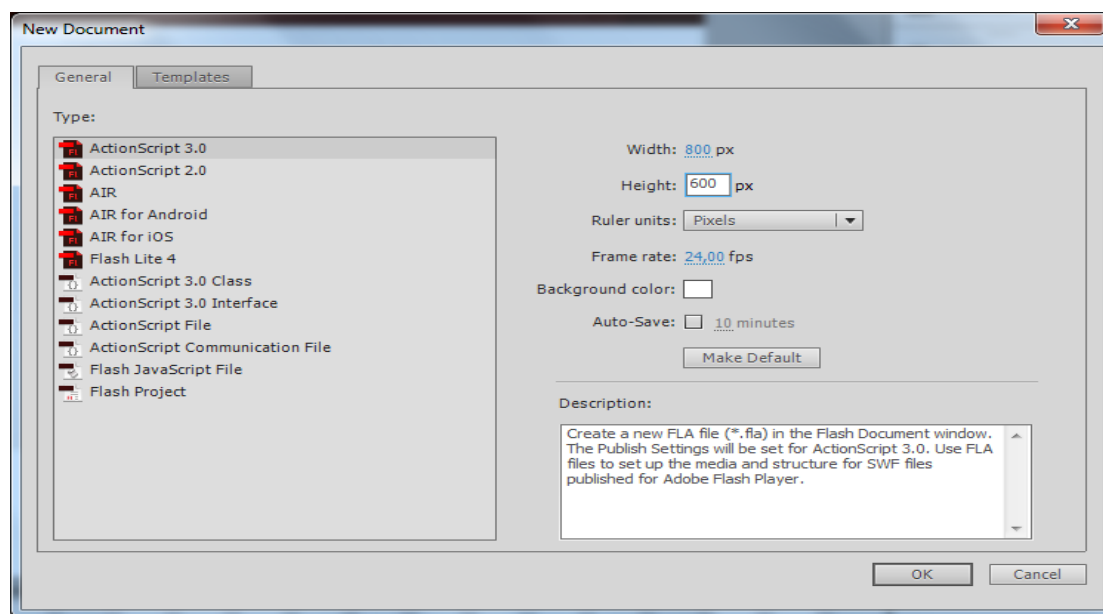 New Document
General
Templates
Type:
ActionScript 3.0
ActionScript 2.0
AIR
AIR for Android
AIR for iOS
Flash Lite 4
ActionScript 3.0 Class
ActionScript 3.0 Interface
ActionScript File
ActionScript Communication File
Flash JavaScript File
Flash Project
Width: 800 px
Height: 600 px
Ruler units: Pixels
Frame rate: 24,00 fps
Background color:
Auto-Save: 10 minutes
Make Default
Description:
Create a new FLA file (*.fla) in the Flash Document window.
The Publish Settings will be set for ActionScript 3.0. Use FLA
files to set up the media and structure for SWF files
published for Adobe Flash Player.
OK
Cancel